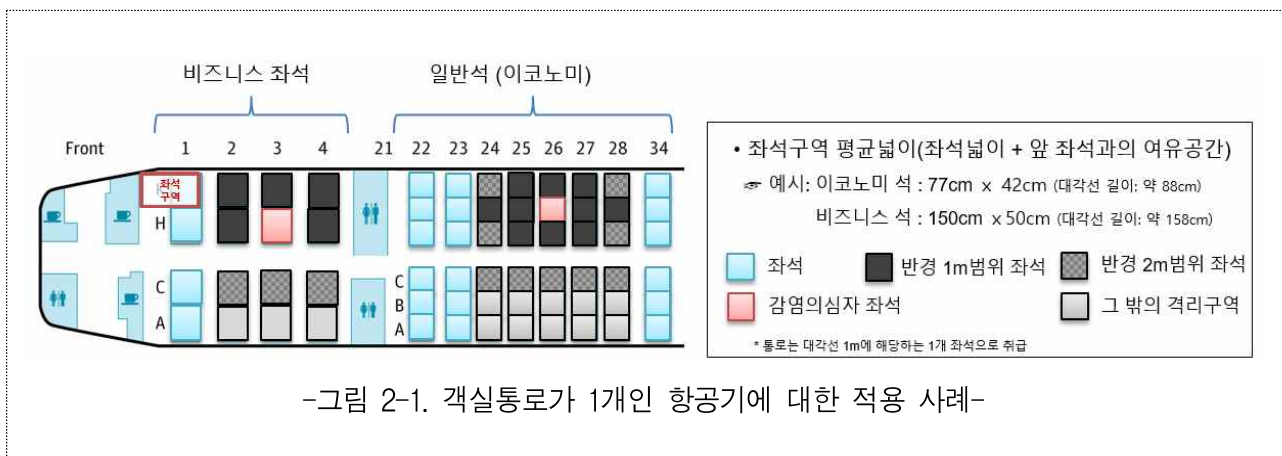 비즈니스 좌석
일반석 (이코노미)
Front 1 2 3 4 21 22 23 24 25 26 27 28 34
좌석
구역
H
C
A
C
B
A
• 좌석구역 평균넓이(좌석넓이 + 앞 좌석과의 여유공간)
☞ 예시: 이코노미 석 : 77cm x 42cm (대각선 길이: 약 88cm)
비즈니스 석 : 150cm x 50cm (대각선 길이: 약 158cm)
좌석
반경 1m범위 좌석
반경 2m범위 좌석
감염의심자 좌석
그 밖의 격리구역
* 통로는 대각선 1m에 해당하는 1개 좌석으로 취급
-그림 2-1. 객실통로가 1개인 항공기에 대한 적용 사례-